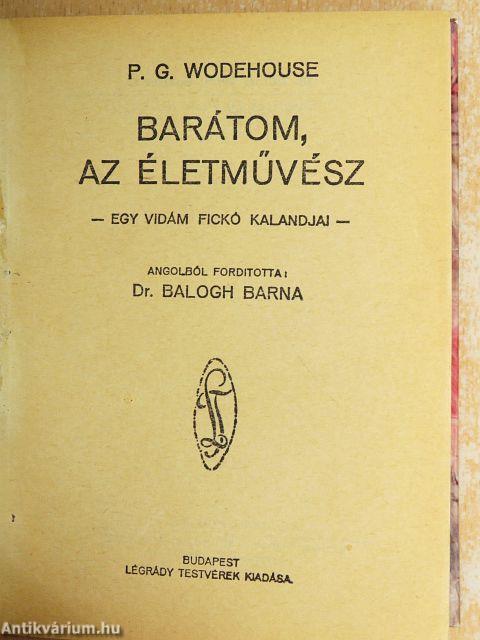 P. G. WODEHOUSE
BARÁTOM,
AZ ÉLETMŰVÉSZ
— EGY VIDÁM FICKÓ KALANDJAI —
ANGOLBÓL FORDITOTTA:
Dr. BALOGH BARNA
BUDAPEST
LÉGRÁDY TESTVÉREK KIADÁSA.
Antikvárium.hu